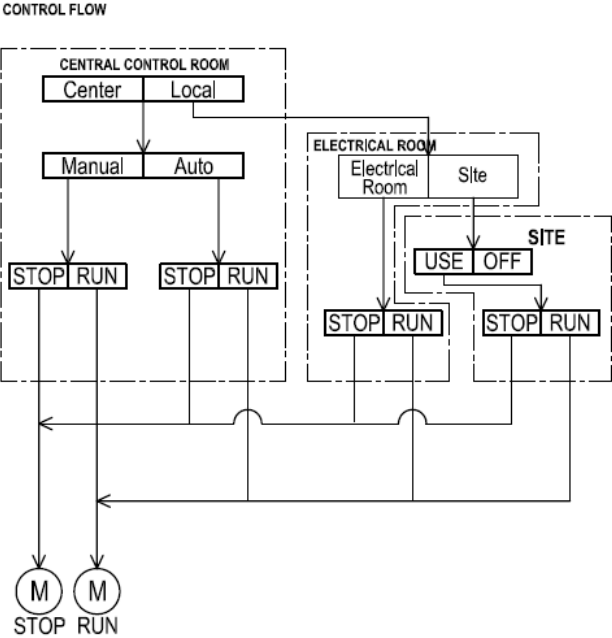 CONTROL FLOW
CENTRAL CONTROL ROOM
Center Local
ELECTRICAL ROOM
Manual Auto
Electrical Room Site
SITE
USE OFF
STOP RUN STOP RUN
STOP RUN STOP RUN
M M
STOP RUN